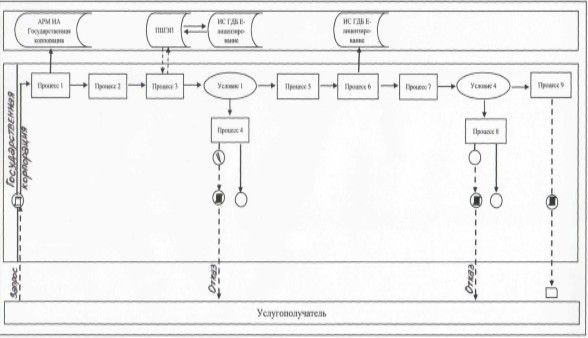 АРМ ИА
Государственная
корпорация
ПШЭП
ИС ГДБ Е-
лицензиро-
вание
ИС ГДБ Е-
лицензиро-
вание
Государственная
корпорация
Процесс 1
Процесс 2
Процесс 3
Условие 1
Процесс 5
Процесс 6
Процесс 7
Условие 4
Процесс 9
Процесс 4
Процесс 8
Запрос
Отказ
Отказ
Услугополучатель